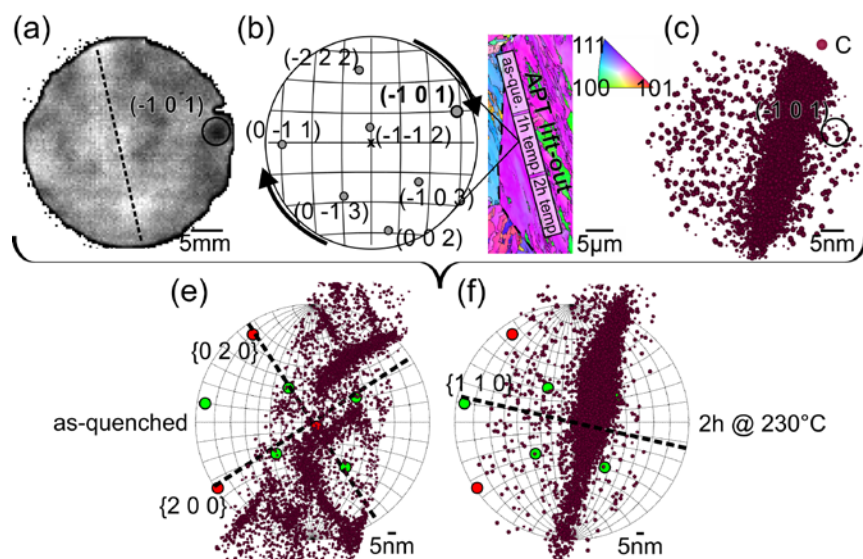 (a)
(-1 0 1)
5mm
(b)
(-2 2 2)
(-1 0 1)
(0 -1 1)
(-1 -1 2)
(-1 0 3)
(0 -1 3)
(0 0 2)
as-que. 1h temp 2h temp
APT lift-out
111
100 101
5µm
(c)
C
(-1 0 1)
5nm
(e)
{0 2 0}
as-quenched
{2 0 0}
5nm
(f)
{1 1 0}
2h @ 230°C
5nm